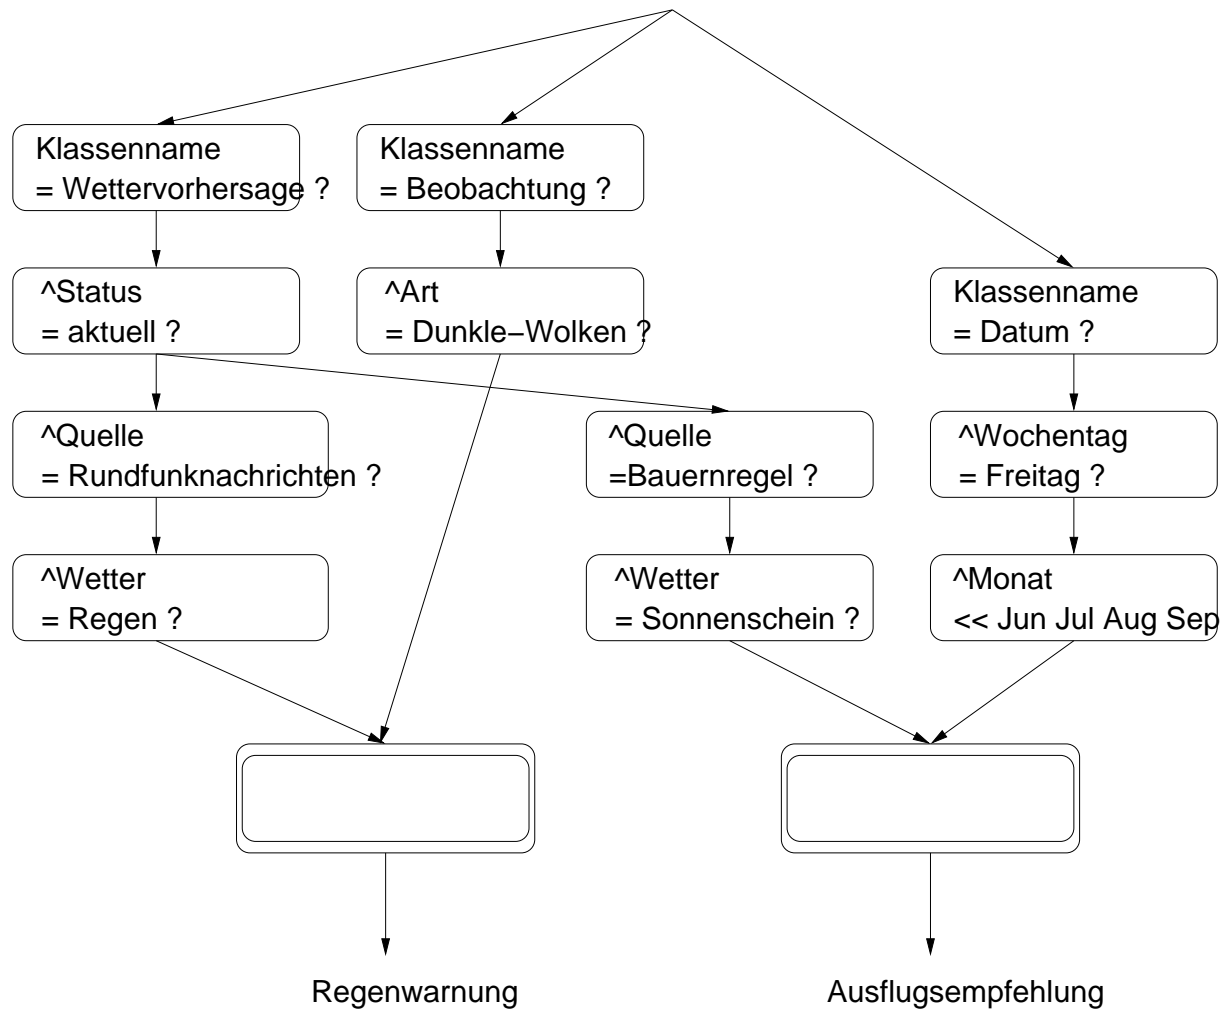 Klassenname
= Wettervorhersage ?
Klassenname
= Beobachtung ?
^Status
= aktuell ?
^Art
= Dunkle−Wolken ?
Klassenname
= Datum ?
^Quelle
= Rundfunknachrichten ?
^Quelle
=Bauernregel ?
^Wochentag
= Freitag ?
^Wetter
= Regen ?
^Wetter
= Sonnenschein ?
^Monat
<< Jun Jul Aug Sep
Regenwarnung
Ausflugsempfehlung